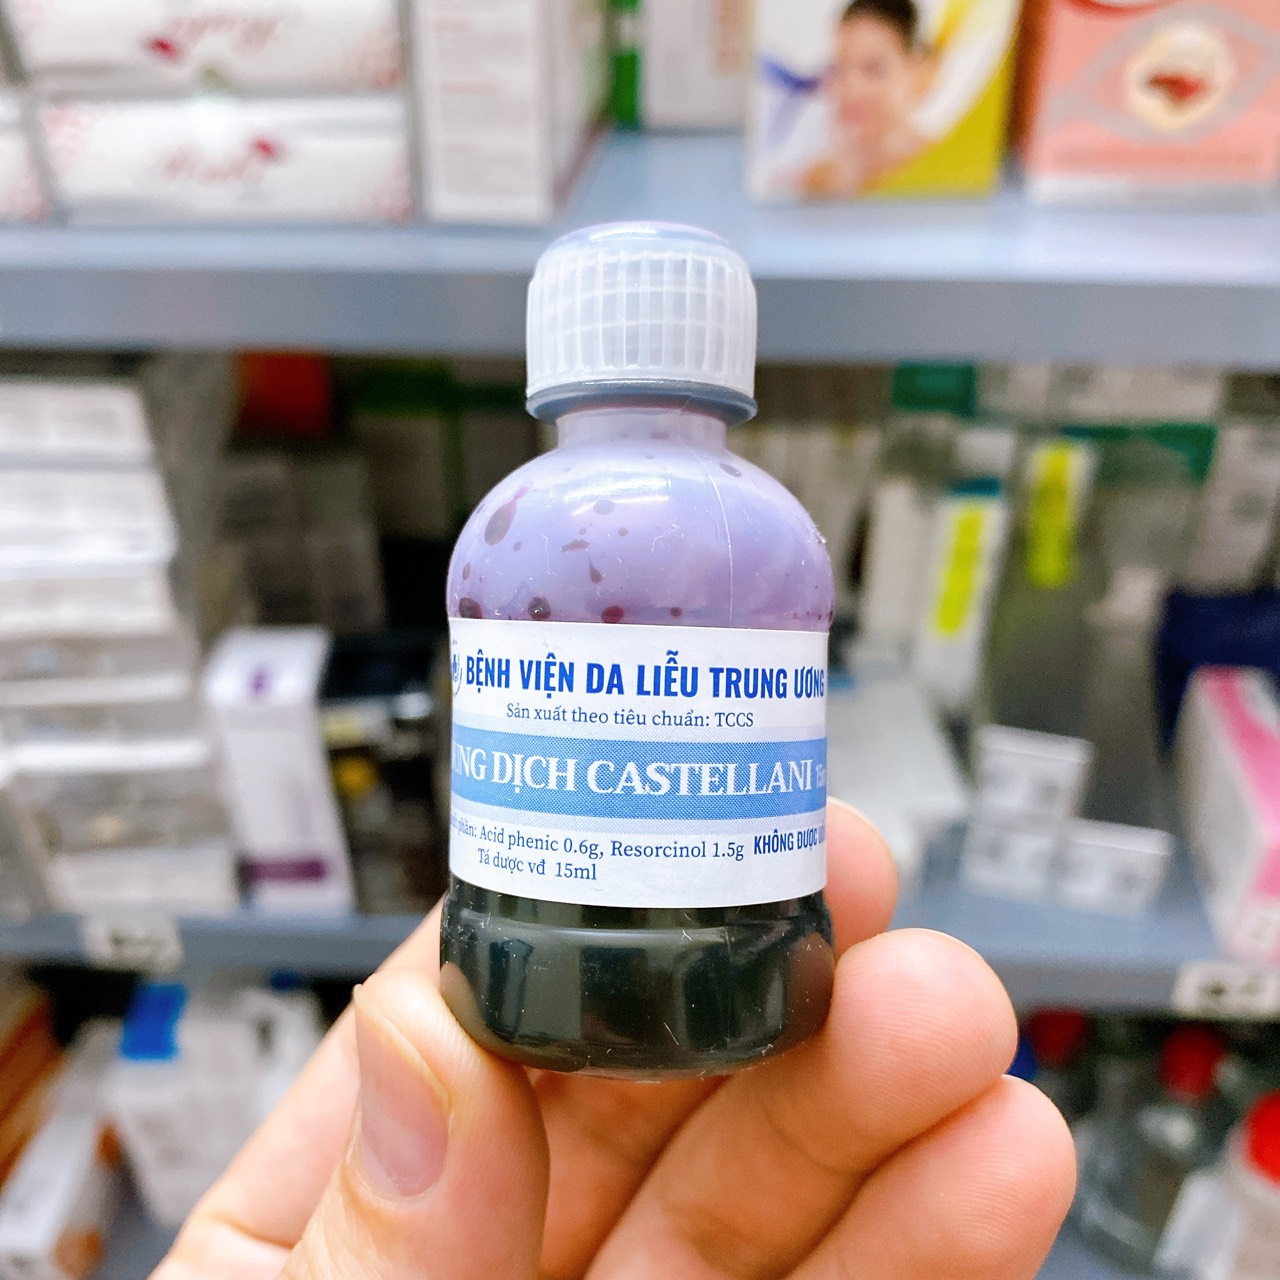 BỆNH VIỆN DA LIỄU TRUNG ƯƠNG
Sản xuất theo tiêu chuẩn: TCCS
DỊCH CASTELLANI
Acid phenic 0.6g, Resorcinol 1.5g KHÔNG ĐƯỢC
Tá dược vđ 15ml